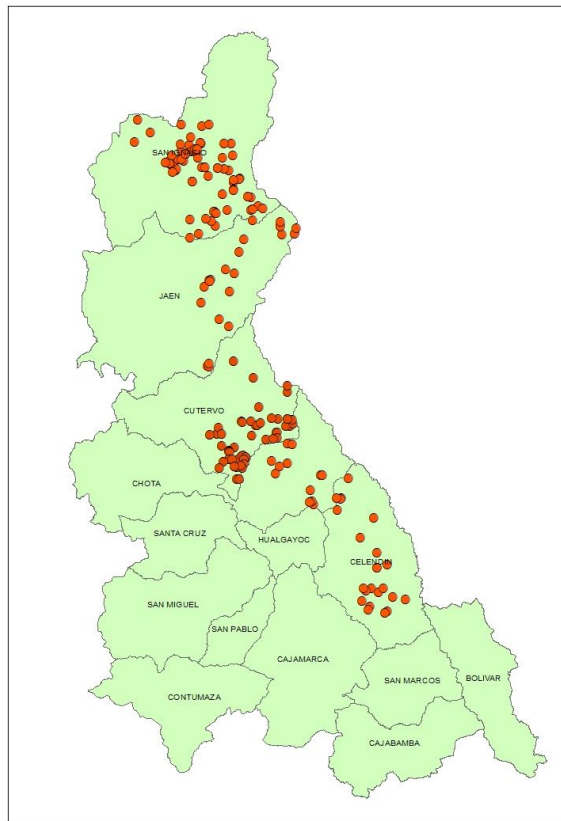 SAN IGNACIO
JAEN
CUTERVO
CHOTA
SANTA CRUZ
HUALGAYOC
CELENDIN
SAN MIGUEL
SAN PABLO
CAJAMARCA
SAN MARCOS
BOLIVAR
CONTUMAZA
CAJABAMBA